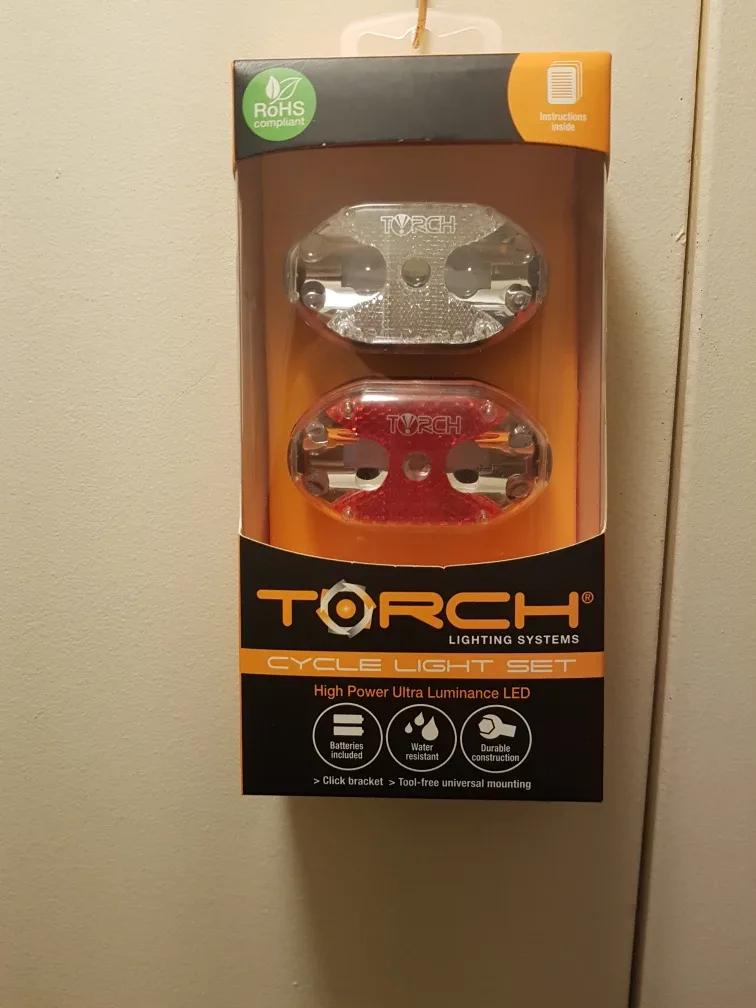 RoHS
compliant
Instructions
inside
TORCH
TORCH
TORCH®
LIGHTING SYSTEMS
CYCLE LIGHT SET
High Power Ultra Luminance LED
Batteries
included
Water
resistant
Durable
construction
> Click bracket > Tool-free universal mounting